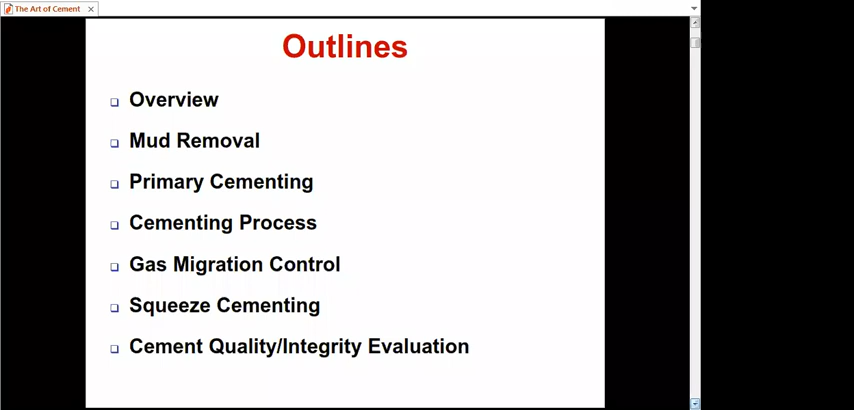 The Art of Cement
Outlines
Overview
Mud Removal
Primary Cementing
Cementing Process
Gas Migration Control
Squeeze Cementing
Cement Quality/Integrity Evaluation